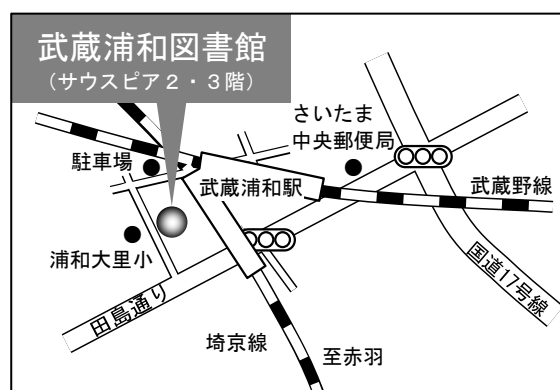 武蔵浦和図書館
（サウスピア２・３階）
さいたま
中央郵便局
駐車場
武蔵浦和駅
武蔵野線
浦和大里小
国道17号線
田島通り
埼京線
至赤羽